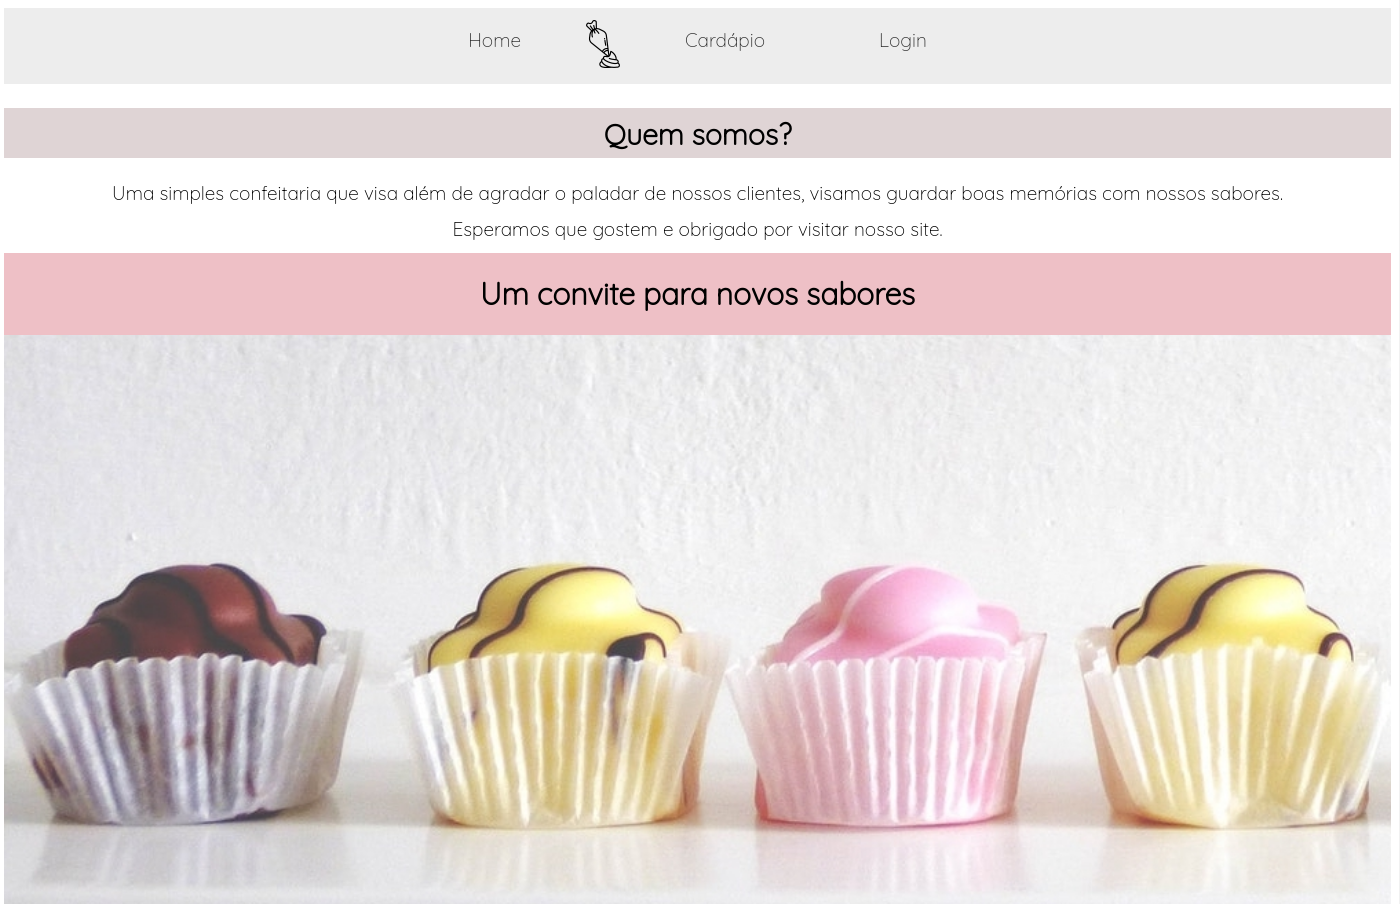 Home
Cardápio
Login
Quem somos?
Uma simples confeitaria que visa além de agradar o paladar de nossos clientes, visamos guardar boas memórias com nossos sabores.
Esperamos que gostem e obrigado por visitar nosso site.
Um convite para novos sabores